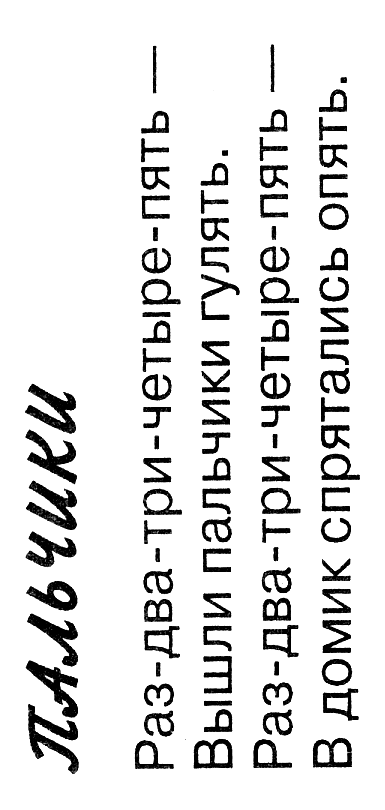 ПАЛЬЧИКИ
Раз-два-три-четыре-пять —
Вышли пальчики гулять.
Раз-два-три-четыре-пять —
В домик спрятались опять.